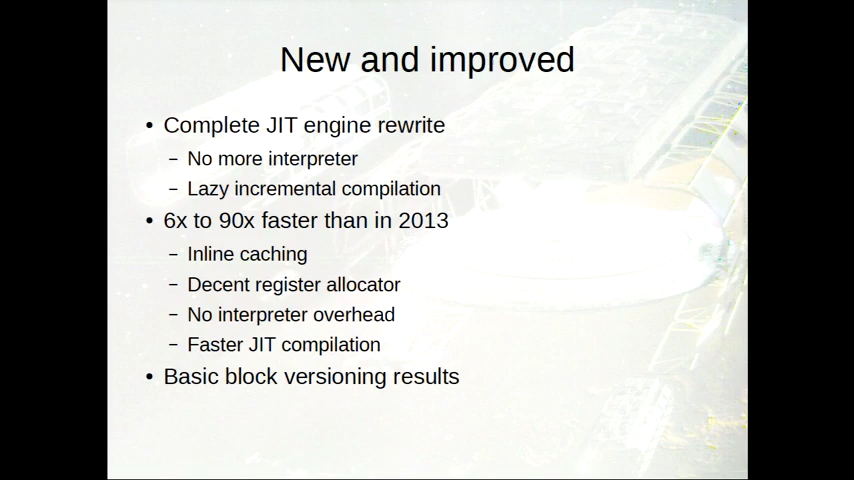 New and improved
• Complete JIT engine rewrite
– No more interpreter
– Lazy incremental compilation
• 6x to 90x faster than in 2013
– Inline caching
– Decent register allocator
– No interpreter overhead
– Faster JIT compilation
• Basic block versioning results